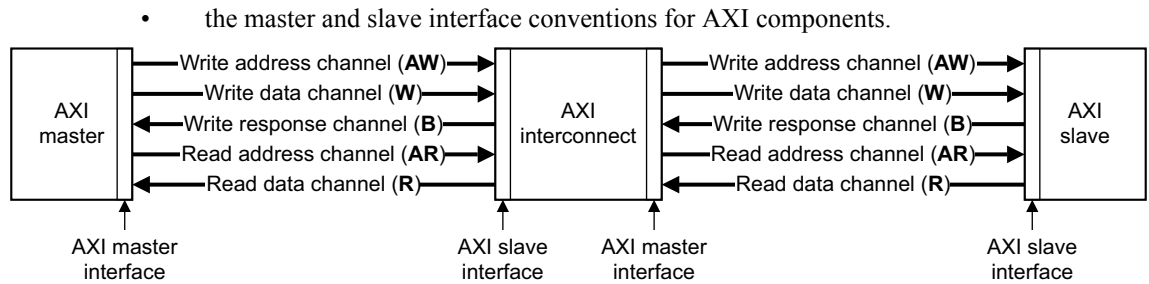 • the master and slave interface conventions for AXI components.
AXI
master
Write address channel (AW)
Write data channel (W)
Write response channel (B)
Read address channel (AR)
Read data channel (R)
AXI
interconnect
Write address channel (AW)
Write data channel (W)
Write response channel (B)
Read address channel (AR)
Read data channel (R)
AXI
slave
AXI master
interface
AXI slave
interface
AXI master
interface
AXI slave
interface